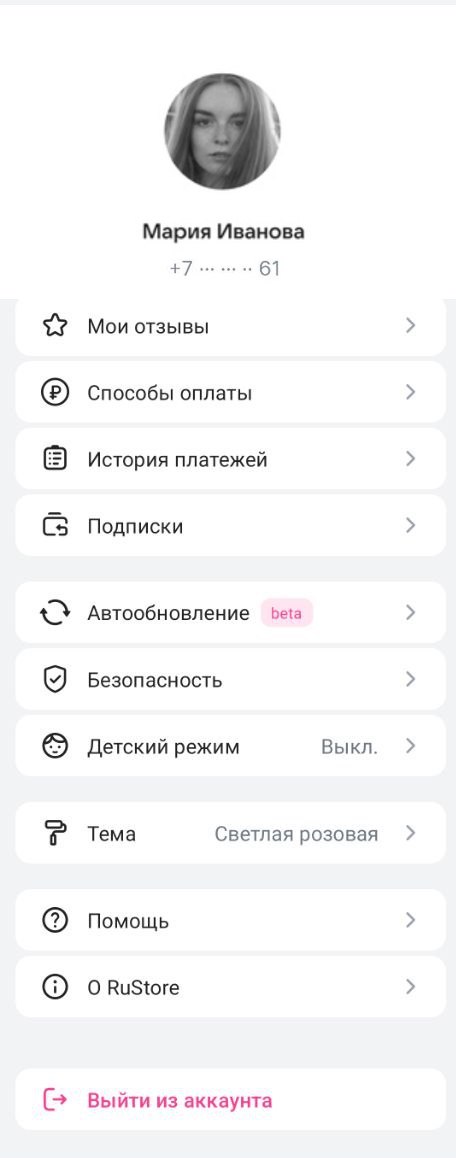 Мария Иванова
+7 ··· ··· ·· 61
Мои отзывы
Способы оплаты
История платежей
Подписки
Автообновление beta
Безопасность
Детский режим Выкл.
Тема Светлая розовая
Помощь
О RuStore
Выйти из аккаунта